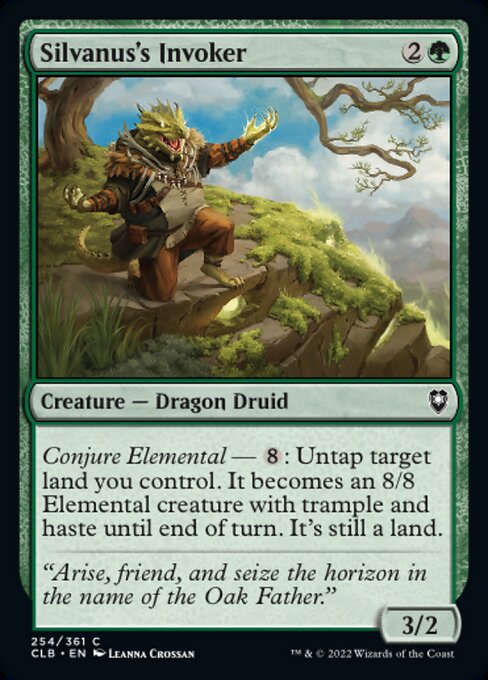 Silvanus's Invoker 2
Creature — Dragon Druid
Conjure Elemental — 8: Untap target
land you control. It becomes an 8/8
Elemental creature with trample and
haste until end of turn. It's still a land.
“Arise, friend, and seize the horizon in
the name of the Oak Father.”
3/2
254/361 C
CLB • EN Leanna Crossan
™ & © 2022 Wizards of the Coast